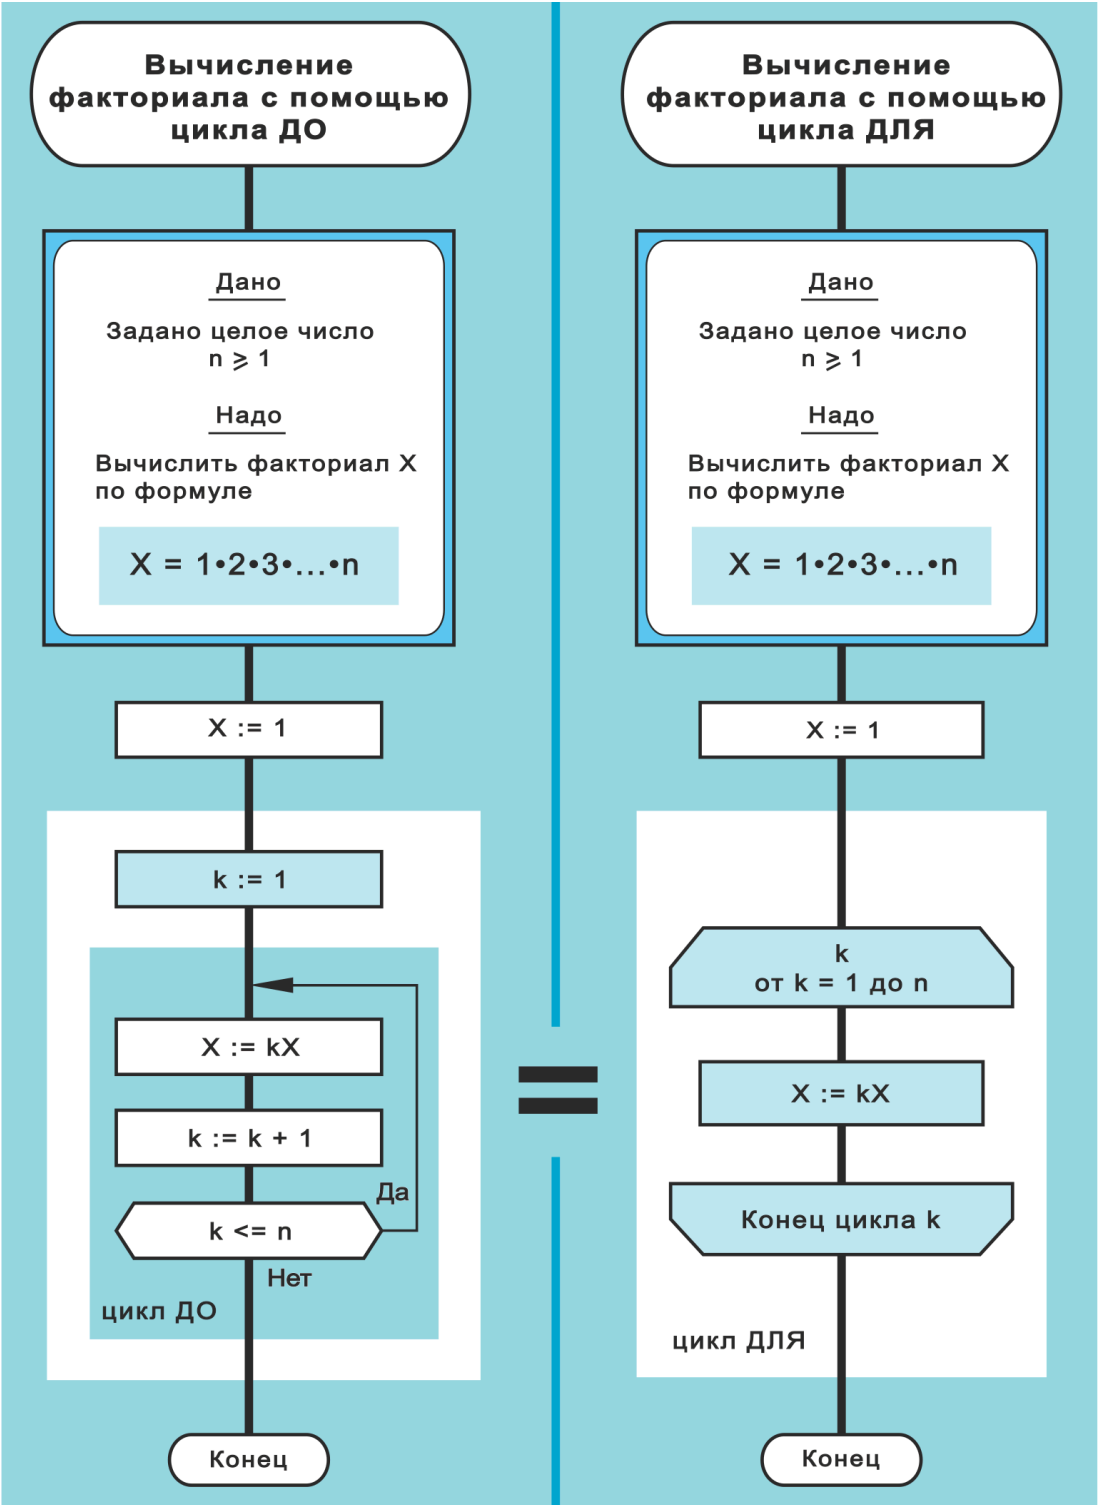 Вычисление
факториала с помощью
цикла ДО
Дано
Задано целое число
n ⩾ 1
Надо
Вычислить факториал X
по формуле
X = 1•2•3•...•n
X := 1
k := 1
X := kX
k := k + 1
Да
k <= n
Нет
цикл ДО
Конец
=
Вычисление
факториала с помощью
цикла ДЛЯ
Дано
Задано целое число
n ⩾ 1
Надо
Вычислить факториал X
по формуле
X = 1•2•3•...•n
X := 1
k
от k = 1 до n
X := kX
Конец цикла k
цикл ДЛЯ
Конец